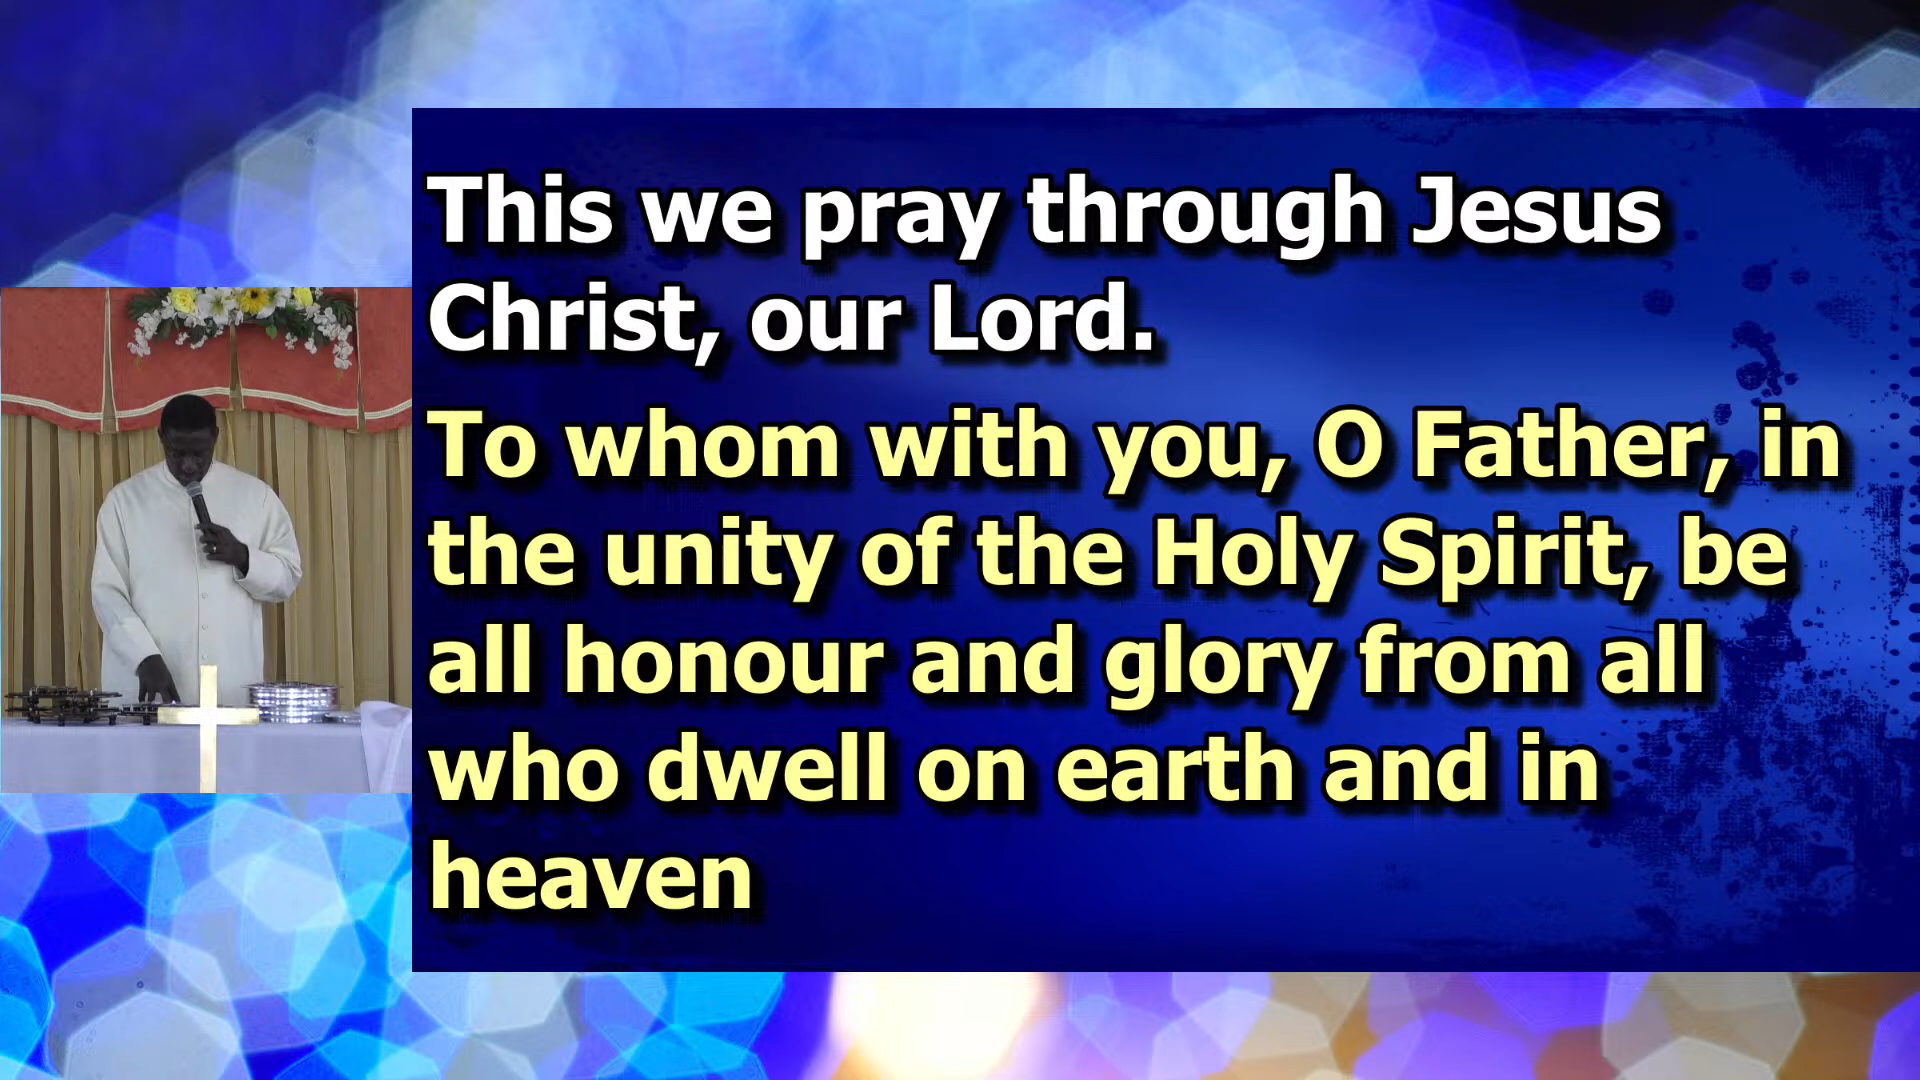 This we pray through Jesus
Christ, our Lord.
To whom with you, O Father, in
the unity of the Holy Spirit, be
all honour and glory from all
who dwell on earth and in
heaven